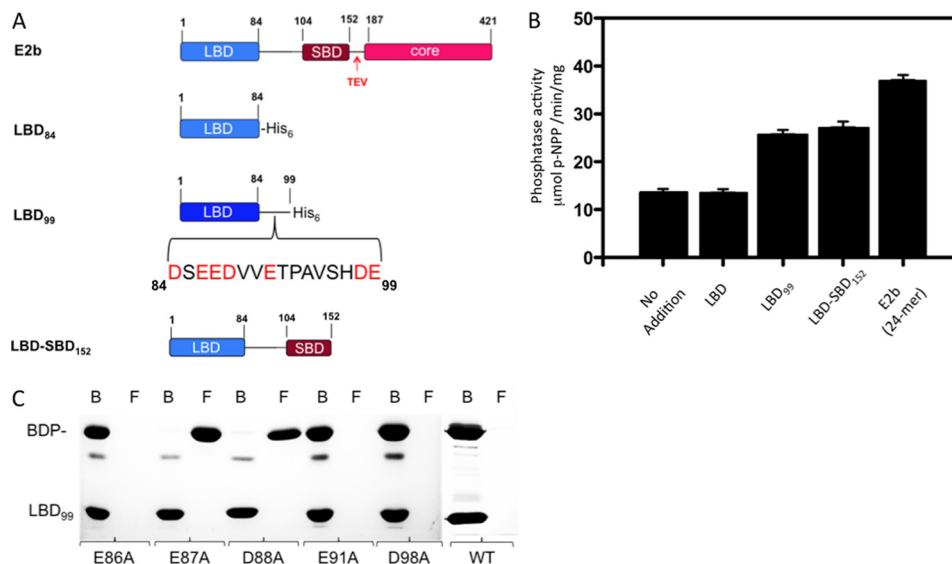 A
E2b
1 84 104 152 187 421
LBD SBD core
TEV
LBD84
1 84
LBD -His6
LBD99
1 84 99
LBD His6
DSEEDVVETPAVSHDE
84 99
LBD-SBD152
1 84 104 152
LBD SBD
B
Phosphatase activity
µmol p-NPP /min/mg
50
40
30
20
10
0
No Addition
LBD
LBD99
LBD-SBD152
E2b (24-mer)
C
B F B F B F B F B F B F
BDP-
LBD99
E86A E87A D88A E91A D98A WT